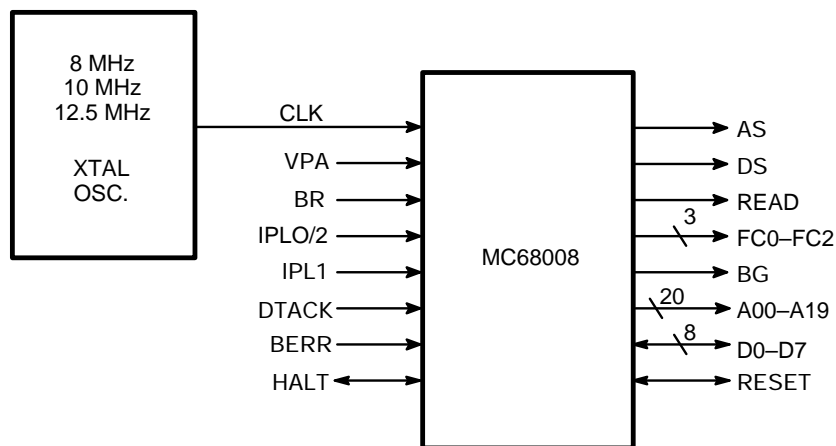 8 MHz
10 MHz
12.5 MHz
XTAL
OSC.
CLK
VPA
BR
IPLO/2
IPL1
DTACK
BERR
HALT
MC68008
AS
DS
READ
3
FC0–FC2
BG
20
A00–A19
8
D0–D7
RESET